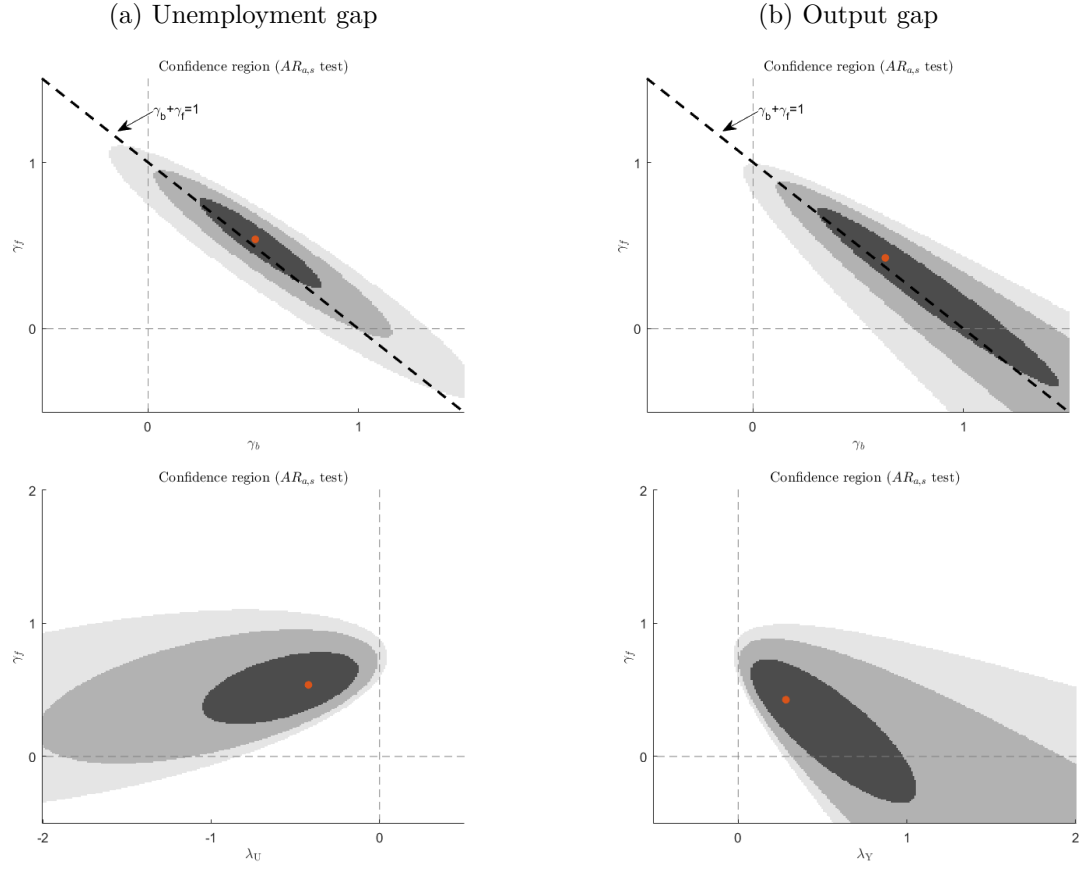 (a) Unemployment gap
(b) Output gap
Confidence region (AR_{a,s} test)
γ_b+γ_f=1
1
0
γ_f
0
1
γ_b
Confidence region (AR_{a,s} test)
γ_b+γ_f=1
1
0
γ_f
0
1
γ_b
Confidence region (AR_{a,s} test)
2
1
0
γ_f
-2
-1
0
λ_U
Confidence region (AR_{a,s} test)
2
1
0
γ_f
0
1
2
λ_Y